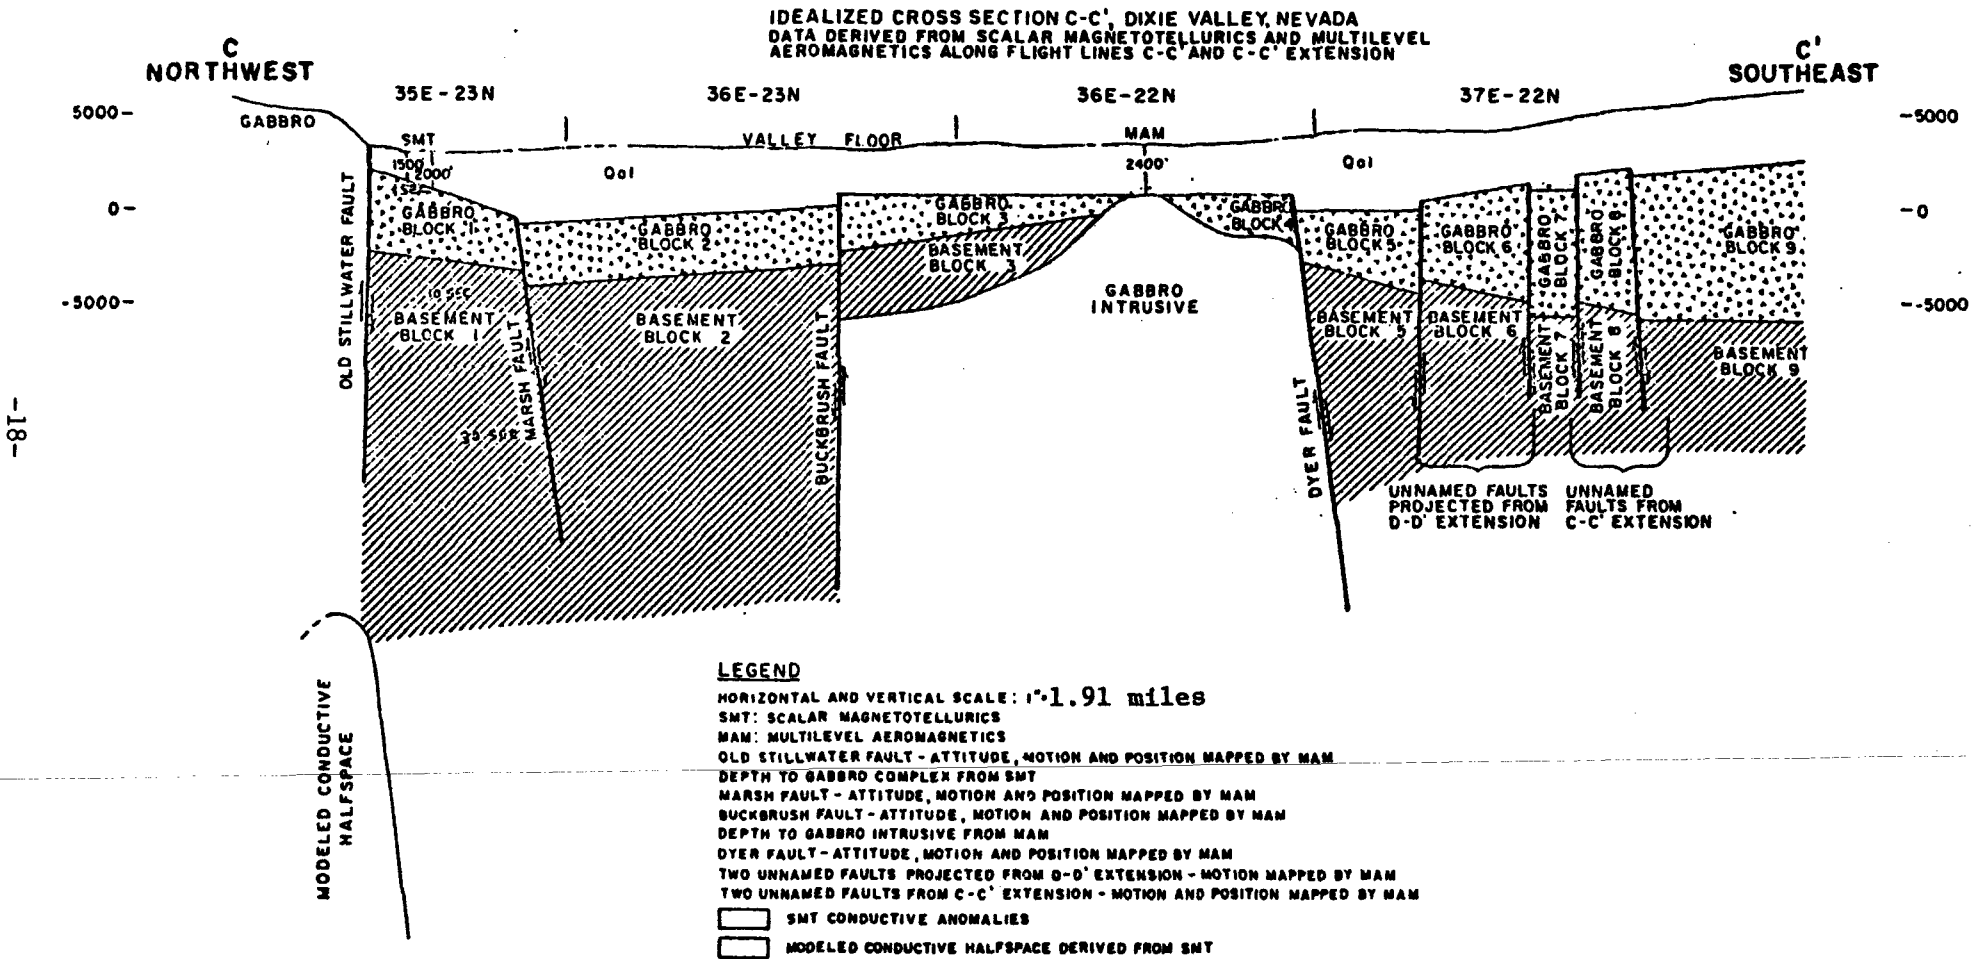 IDEALIZED CROSS SECTION C-C', DIXIE VALLEY, NEVADA
DATA DERIVED FROM SCALAR MAGNETOTELLURICS AND MULTILEVEL
AEROMAGNETICS ALONG FLIGHT LINES C-C' AND C-C' EXTENSION
C
NORTHWEST
C'
SOUTHEAST
35E-23N
36E-23N
36E-22N
37E-22N
5000-
0-
-5000-
-5000
-0
--5000
GABBRO
SMT
VALLEY FLOOR
MAM
1500'
2000'
2400'
Qal
Qal
OLD STILLWATER FAULT
GABBRO
BLOCK 1
GABBRO
BLOCK 2
GABBRO
BLOCK 3
GABBRO
BLOCK 4
GABBRO
BLOCK 5
GABBRO
BLOCK 6
GABBRO
BLOCK 7
GABBRO
BLOCK 8
GABBRO
BLOCK 9
10 SEC
BASEMENT
BLOCK 1
MARSH FAULT
BASEMENT
BLOCK 2
BUCKBRUSH FAULT
BASEMENT
BLOCK 3
GABBRO
INTRUSIVE
DYER FAULT
BASEMENT
BLOCK 5
BASEMENT
BLOCK 6
BASEMENT
BLOCK 7
BASEMENT
BLOCK 8
BASEMENT
BLOCK 9
UNNAMED FAULTS
PROJECTED FROM
D-D' EXTENSION
UNNAMED
FAULTS FROM
C-C' EXTENSION
-18-
MODELED CONDUCTIVE
HALFSPACE
LEGEND
HORIZONTAL AND VERTICAL SCALE: 1"=1.91 miles
SMT: SCALAR MAGNETOTELLURICS
MAM: MULTILEVEL AEROMAGNETICS
OLD STILLWATER FAULT - ATTITUDE, MOTION AND POSITION MAPPED BY MAM
DEPTH TO GABBRO COMPLEX FROM SMT
MARSH FAULT - ATTITUDE, MOTION AND POSITION MAPPED BY MAM
BUCKBRUSH FAULT - ATTITUDE, MOTION AND POSITION MAPPED BY MAM
DEPTH TO GABBRO INTRUSIVE FROM MAM
DYER FAULT - ATTITUDE, MOTION AND POSITION MAPPED BY MAM
TWO UNNAMED FAULTS PROJECTED FROM D-D' EXTENSION - MOTION MAPPED BY MAM
TWO UNNAMED FAULTS FROM C-C' EXTENSION - MOTION AND POSITION MAPPED BY MAM
SMT CONDUCTIVE ANOMALIES
MODELED CONDUCTIVE HALFSPACE DERIVED FROM SMT